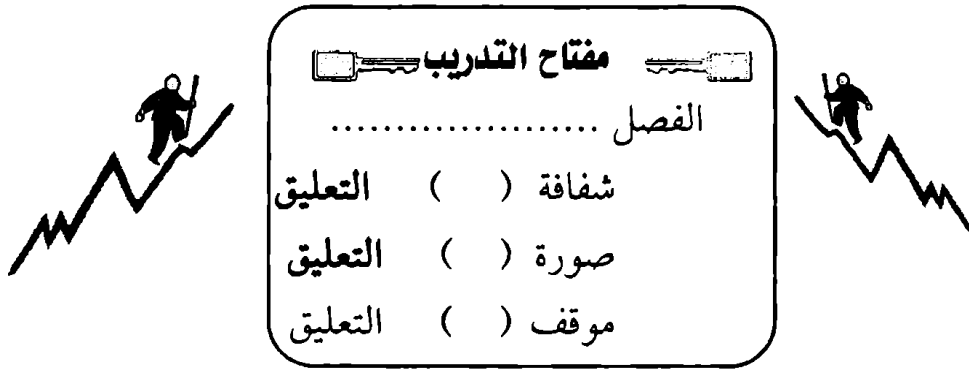 مفتاح التدريب
الفصل .....................
شفافة (   ) التعليق
صورة (   ) التعليق
موقف (   ) التعليق